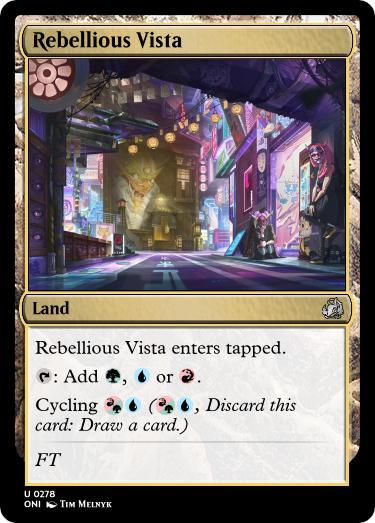 Rebellious Vista
Land
Rebellious Vista enters tapped.
: Add , or .
Cycling ( , Discard this
card: Draw a card.)
FT
U 0278
ONI Tim Melnyk